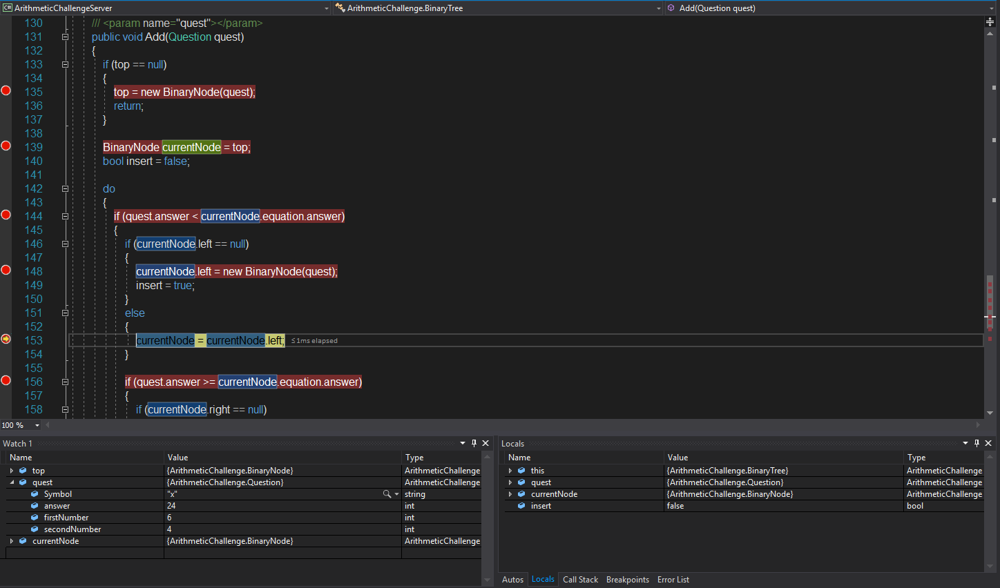 C# ArithmeticChallengeServer ArithmeticChallenge.BinaryTree Add(Question quest)
130 /// <param name="quest"></param>
131 public void Add(Question quest)
132 {
133 if (top == null)
134 {
135 top = new BinaryNode(quest);
136 return;
137 }
138
139 BinaryNode currentNode = top;
140 bool insert = false;
141
142 do
143 {
144 if (quest.answer < currentNode.equation.answer)
145 {
146 if (currentNode.left == null)
147 {
148 currentNode.left = new BinaryNode(quest);
149 insert = true;
150 }
151 else
152 {
153 currentNode = currentNode.left; ≤1ms elapsed
154 }
155
156 if (quest.answer >= currentNode.equation.answer)
157 {
158 if (currentNode.right == null)
100 %
Watch 1
Name Value Type
top {ArithmeticChallenge.BinaryNode} ArithmeticChallenge
quest {ArithmeticChallenge.Question} ArithmeticChallenge
Symbol "x" string
answer 24 int
firstNumber 6 int
secondNumber 4 int
currentNode {ArithmeticChallenge.BinaryNode} ArithmeticChallenge
Locals
Name Value Type
this {ArithmeticChallenge.BinaryTree} ArithmeticChallenge
quest {ArithmeticChallenge.Question} ArithmeticChallenge
currentNode {ArithmeticChallenge.BinaryNode} ArithmeticChallenge
insert false bool
Autos Locals Call Stack Breakpoints Error List